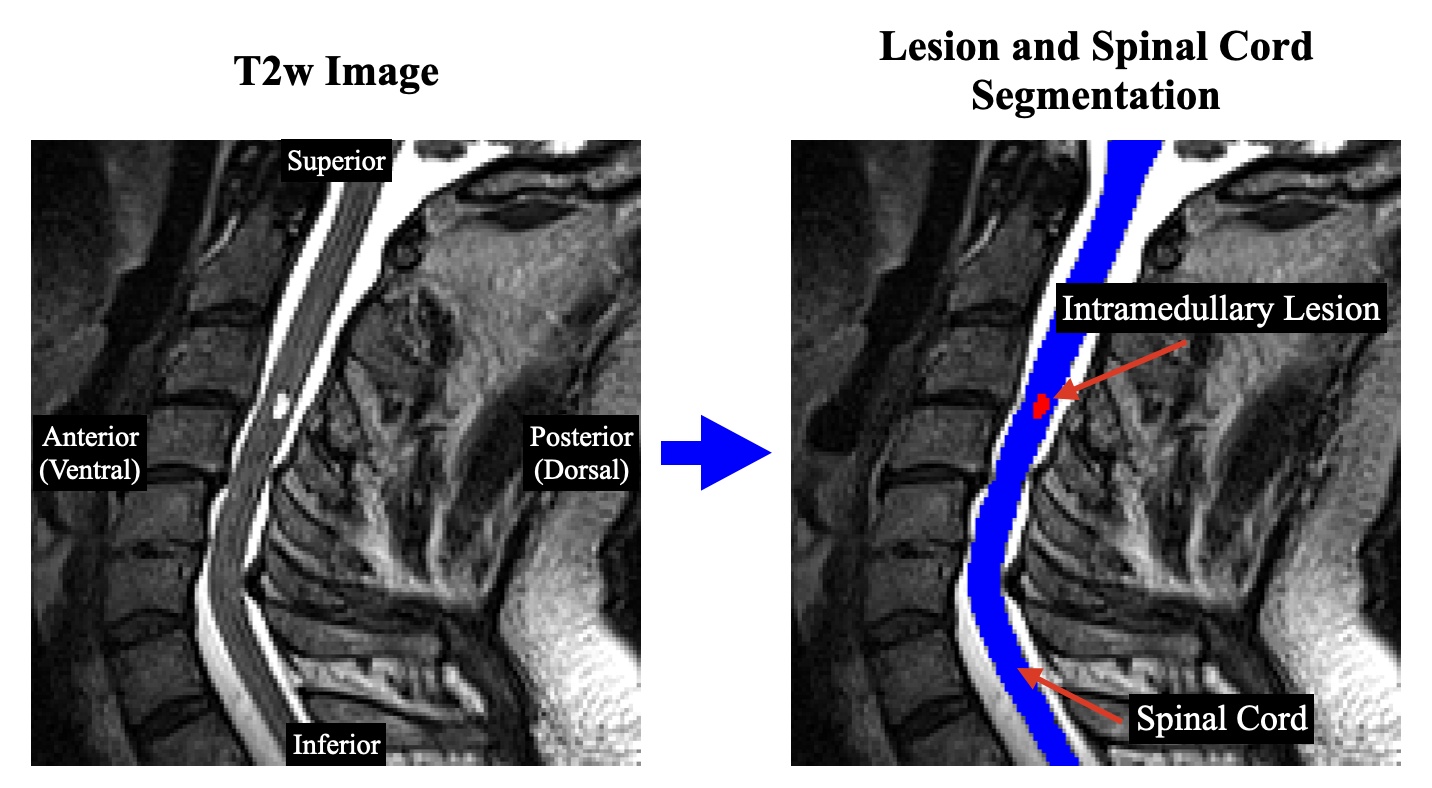 T2w Image
Superior
Anterior
(Ventral)
Posterior
(Dorsal)
Inferior
Lesion and Spinal Cord
Segmentation
Intramedullary Lesion
Spinal Cord